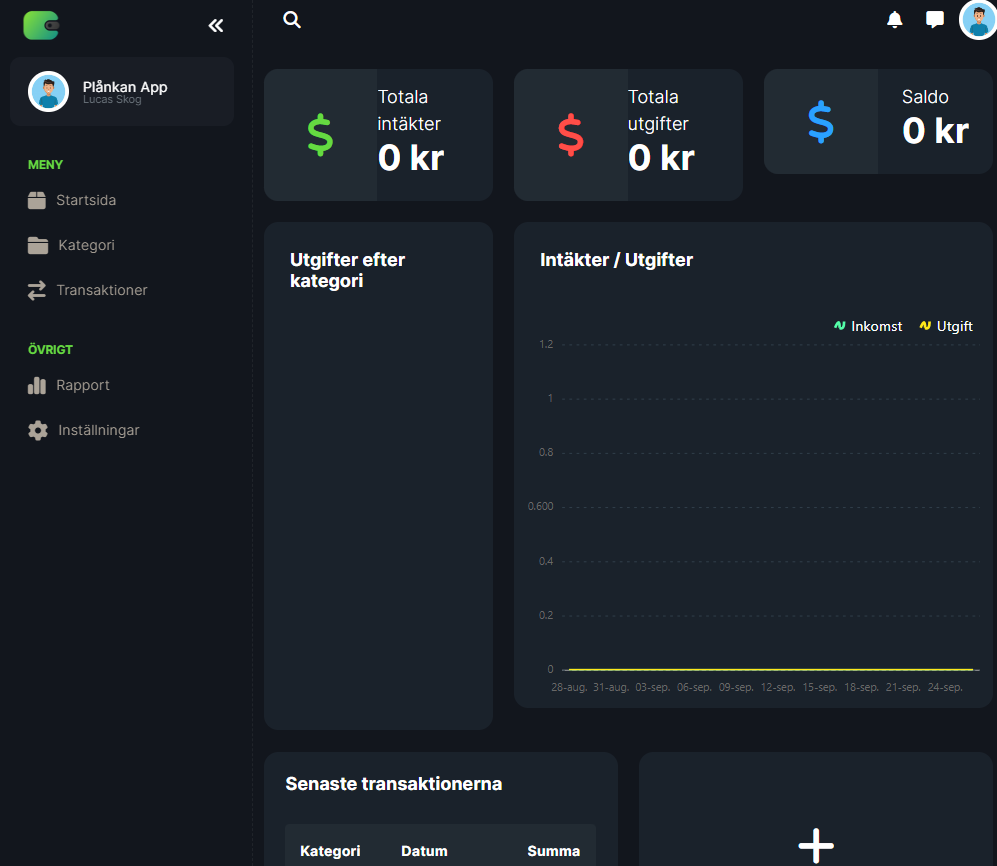 Plånkan App
Lucas Skog
MENY
Startsida
Kategori
Transaktioner
ÖVRIGT
Rapport
Inställningar
$
Totala
intäkter
0 kr
$
Totala
utgifter
0 kr
$
Saldo
0 kr
Utgifter efter
kategori
Intäkter / Utgifter
Inkomst Utgift
1.2
1
0.8
0.600
0.4
0.2
0
28-aug. 31-aug. 03-sep. 06-sep. 09-sep. 12-sep. 15-sep. 18-sep. 21-sep. 24-sep.
Senaste transaktionerna
Kategori Datum Summa